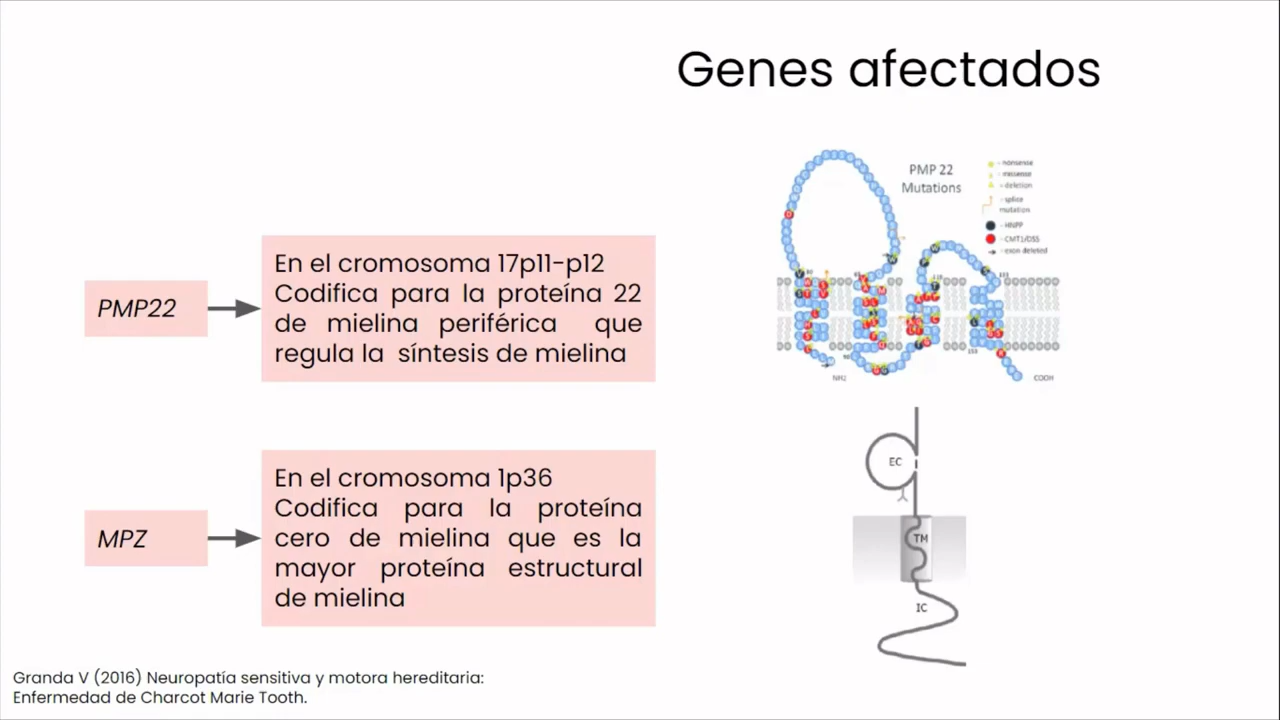 Genes afectados
PMP22
En el cromosoma 17p11-p12
Codifica para la proteína 22
de mielina periférica que
regula la síntesis de mielina
PMP 22
Mutations
- nonsense
- missense
- deletion
- splice
mutation
- HNPP
- CMT1/DSS
- exon deleted
NH2
COOH
MPZ
En el cromosoma 1p36
Codifica para la proteína
cero de mielina que es la
mayor proteína estructural
de mielina
EC
TM
IC
Granda V (2016) Neuropatía sensitiva y motora hereditaria:
Enfermedad de Charcot Marie Tooth.